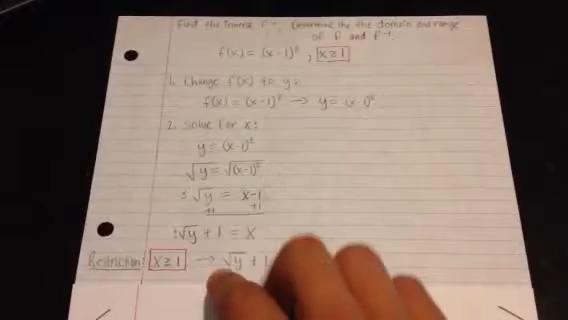 Find the inverse f⁻¹. Determine the the domain and range
of f and f⁻¹.
f(x) = (x-1)², x≥1
1. Change f(x) to y:
f(x) = (x-1)² → y = (x-1)²
2. Solve for x:
y = (x-1)²
√y = √(x-1)²
± √y = x-1
+1 +1
±√y + 1 = x
Restriction: x≥1 → √y + 1